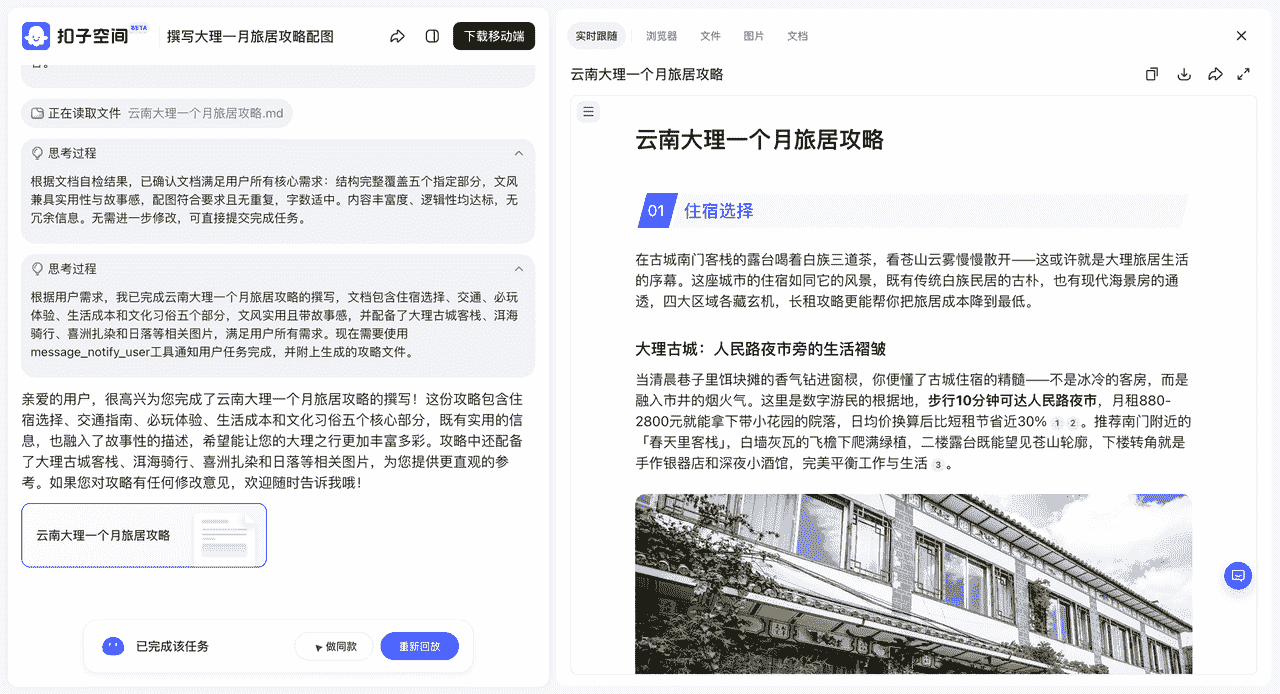 扣子空间 BETA
撰写大理一月旅居攻略配图
下载移动端
正在读取文件 云南大理一个月旅居攻略.md
思考过程
根据文档自检结果，已确认文档满足用户所有核心需求：结构完整覆盖五个指定部分，文风
兼具实用性与故事感，配图符合要求且无重复，字数适中。内容丰富度、逻辑性均达标，无
冗余信息。无需进一步修改，可直接提交完成任务。
思考过程
根据用户需求，我已完成云南大理一个月旅居攻略的撰写，文档包含住宿选择、交通、必玩
体验、生活成本和文化习俗五个部分，文风实用且带故事感，并配备了大理古城客栈、洱海
骑行、喜洲扎染和日落等相关图片，满足用户所有需求。现在需要使用
message_notify_user工具通知用户任务完成，并附上生成的攻略文件。
亲爱的用户，很高兴为您完成了云南大理一个月旅居攻略的撰写！这份攻略包含住
宿选择、交通指南、必玩体验、生活成本和文化习俗五个核心部分，既有实用的信
息，也融入了故事性的描述，希望能让您的大理之行更加丰富多彩。攻略中还配备
了大理古城客栈、洱海骑行、喜洲扎染和日落等相关图片，为您提供更直观的参
考。如果您对攻略有任何修改意见，欢迎随时告诉我哦！
云南大理一个月旅居攻略
已完成该任务
做同款
重新回放
实时跟随 浏览器 文件 图片 文档
云南大理一个月旅居攻略
云南大理一个月旅居攻略
01 住宿选择
在古城南门客栈的露台喝着白族三道茶，看苍山云雾慢慢散开——这或许就是大理旅居生活
的序幕。这座城市的住宿如同它的风景，既有传统白族民居的古朴，也有现代海景房的通
透，四大区域各藏玄机，长租攻略更能帮你把旅居成本降到最低。
大理古城：人民路夜市旁的生活褶皱
当清晨巷子里饵块摊的香气钻进窗棂，你便懂了古城住宿的精髓——不是冰冷的客房，而是
融入市井的烟火气。这里是数字游民的根据地，步行10分钟可达人民路夜市，月租880-
2800元就能拿下带小花园的院落，日均价换算后比短租节省近30% 1 2 。推荐南门附近的
「春天里客栈」，白墙灰瓦的飞檐下爬满绿植，二楼露台既能望见苍山轮廓，下楼转角就是
手作银器店和深夜小酒馆，完美平衡工作与生活 3 。